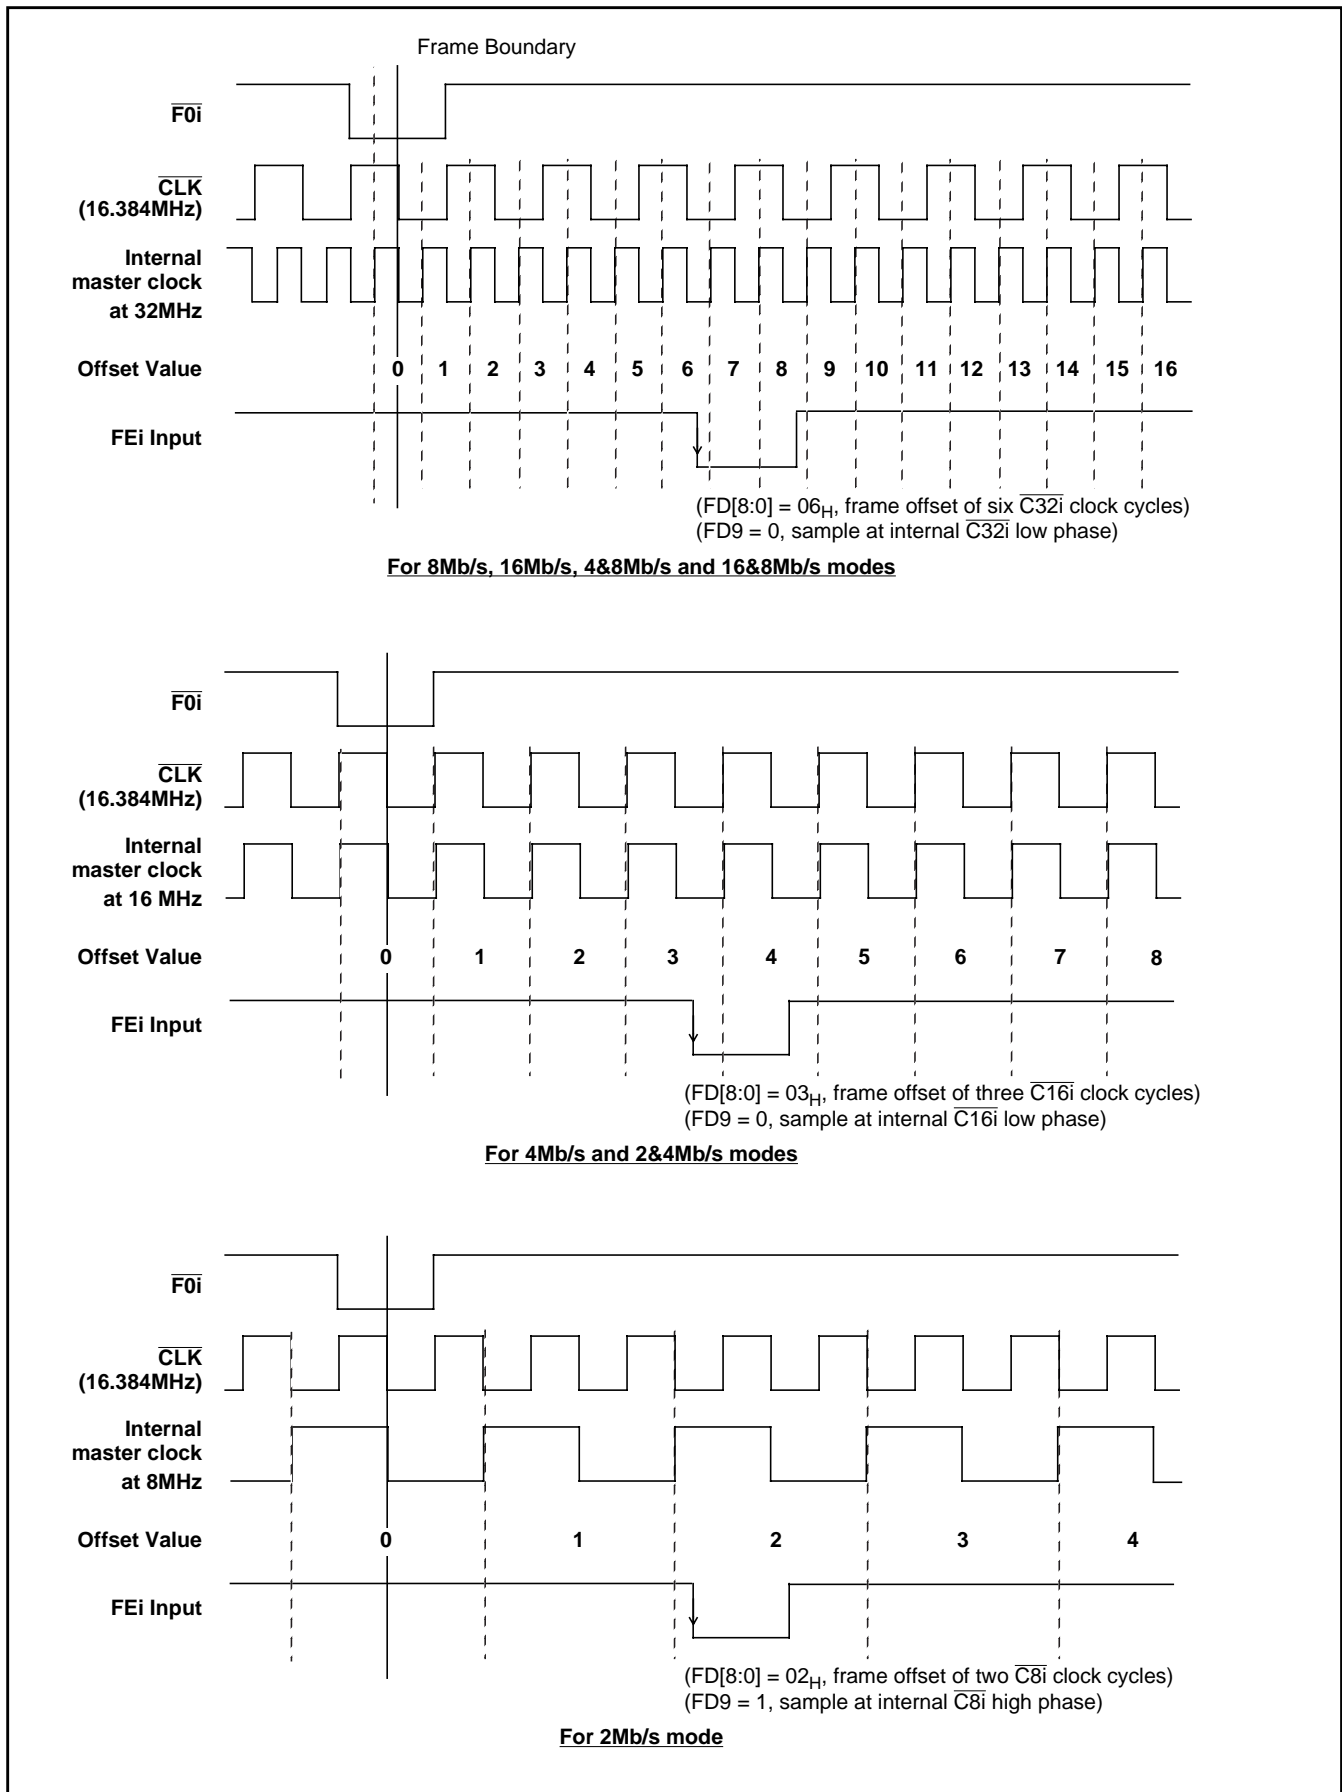 Frame Boundary
F0i
CLK
(16.384MHz)
Internal
master clock
at 32MHz
Offset Value 0 1 2 3 4 5 6 7 8 9 10 11 12 13 14 15 16
FEi Input
(FD[8:0] = 06H, frame offset of six C32i clock cycles)
(FD9 = 0, sample at internal C32i low phase)
For 8Mb/s, 16Mb/s, 4&8Mb/s and 16&8Mb/s modes
F0i
CLK
(16.384MHz)
Internal
master clock
at 16 MHz
Offset Value 0 1 2 3 4 5 6 7 8
FEi Input
(FD[8:0] = 03H, frame offset of three C16i clock cycles)
(FD9 = 0, sample at internal C16i low phase)
For 4Mb/s and 2&4Mb/s modes
F0i
CLK
(16.384MHz)
Internal
master clock
at 8MHz
Offset Value 0 1 2 3 4
FEi Input
(FD[8:0] = 02H, frame offset of two C8i clock cycles)
(FD9 = 1, sample at internal C8i high phase)
For 2Mb/s mode